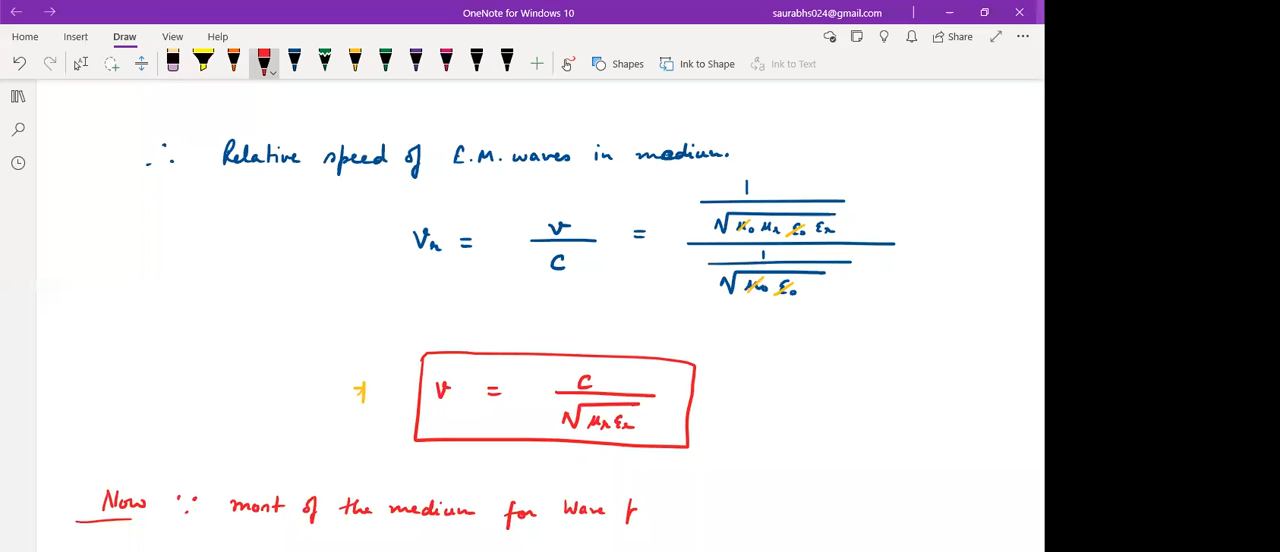 OneNote for Windows 10
saurabhs024@gmail.com
Home Insert Draw View Help
Share
Shapes Ink to Shape Ink to Text
∴ Relative speed of E.M. waves in medium.
vr = v/C = (1/√(μ0 μr ε0 εr)) / (1/√(μ0 ε0))
* v = C/√(μr εr)
Now ∵ most of the medium for wave p